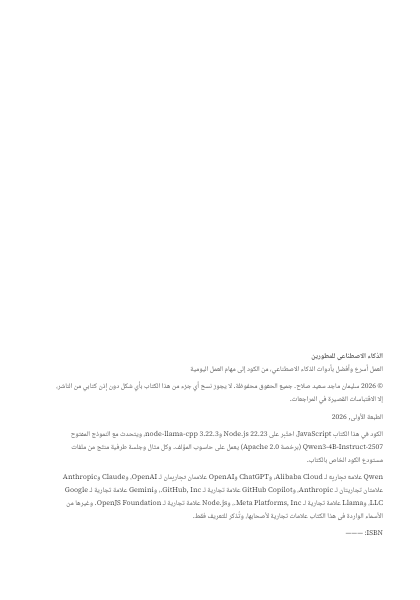 الذكاء الاصطناعي للمطورين
العمل أسرع وأفضل بأدوات الذكاء الاصطناعي، من الكود إلى مهام العمل اليومية
© 2026 سليمان ماجد سعيد صلاح. جميع الحقوق محفوظة. لا يجوز نسخ أي جزء من هذا الكتاب بأي شكل دون إذن كتابي من الناشر،
إلا الاقتباسات القصيرة في المراجعات.
الطبعة الأولى، 2026
الكود في هذا الكتاب JavaScript، اختُبر على Node.js 22.23 وnode-llama-cpp 3.22.3، ويتحدث مع النموذج المفتوح
Qwen3-4B-Instruct-2507 (برخصة Apache 2.0) يعمل على حاسوب المؤلف. وكل مثال وجلسة طرفية منتج من ملفات
مستودع الكود الخاص بالكتاب.
Qwen علامة تجارية لـ Alibaba Cloud. وChatGPT وOpenAI علامتان تجاريتان لـ OpenAI. وClaude وAnthropic
علامتان تجاريتان لـ Anthropic. وGitHub Copilot علامة تجارية لـ GitHub, Inc.، وGemini علامة تجارية لـ Google
LLC. وLlama علامة تجارية لـ Meta Platforms, Inc.، وNode.js علامة تجارية لـ OpenJS Foundation. وغيرها من
الأسماء الواردة في هذا الكتاب علامات تجارية لأصحابها، وتُذكر للتعريف فقط.
ISBN: ———